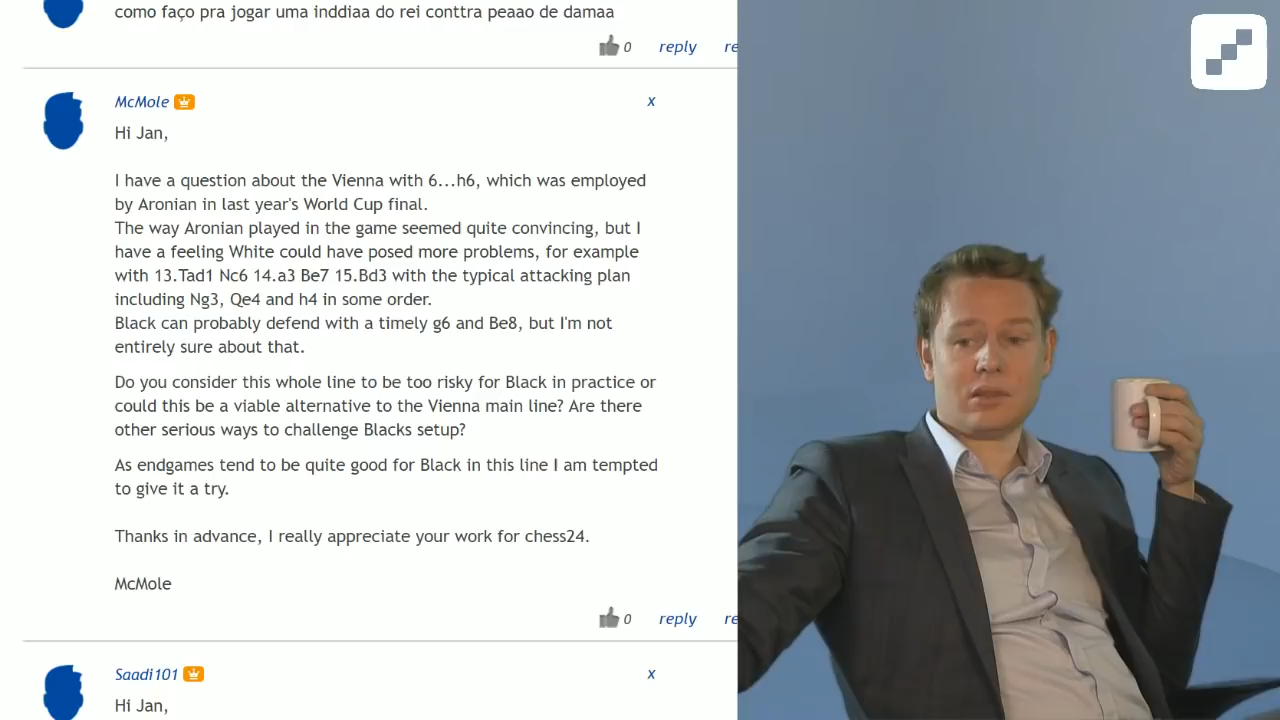 como faço pra jogar uma inddiaa do rei conttra peaao de damaa
0 reply re
McMole x
Hi Jan,
I have a question about the Vienna with 6...h6, which was employed
by Aronian in last year's World Cup final.
The way Aronian played in the game seemed quite convincing, but I
have a feeling White could have posed more problems, for example
with 13.Tad1 Nc6 14.a3 Be7 15.Bd3 with the typical attacking plan
including Ng3, Qe4 and h4 in some order.
Black can probably defend with a timely g6 and Be8, but I'm not
entirely sure about that.
Do you consider this whole line to be too risky for Black in practice or
could this be a viable alternative to the Vienna main line? Are there
other serious ways to challenge Blacks setup?
As endgames tend to be quite good for Black in this line I am tempted
to give it a try.
Thanks in advance, I really appreciate your work for chess24.
McMole
0 reply re
Saadi101 x
Hi Jan,